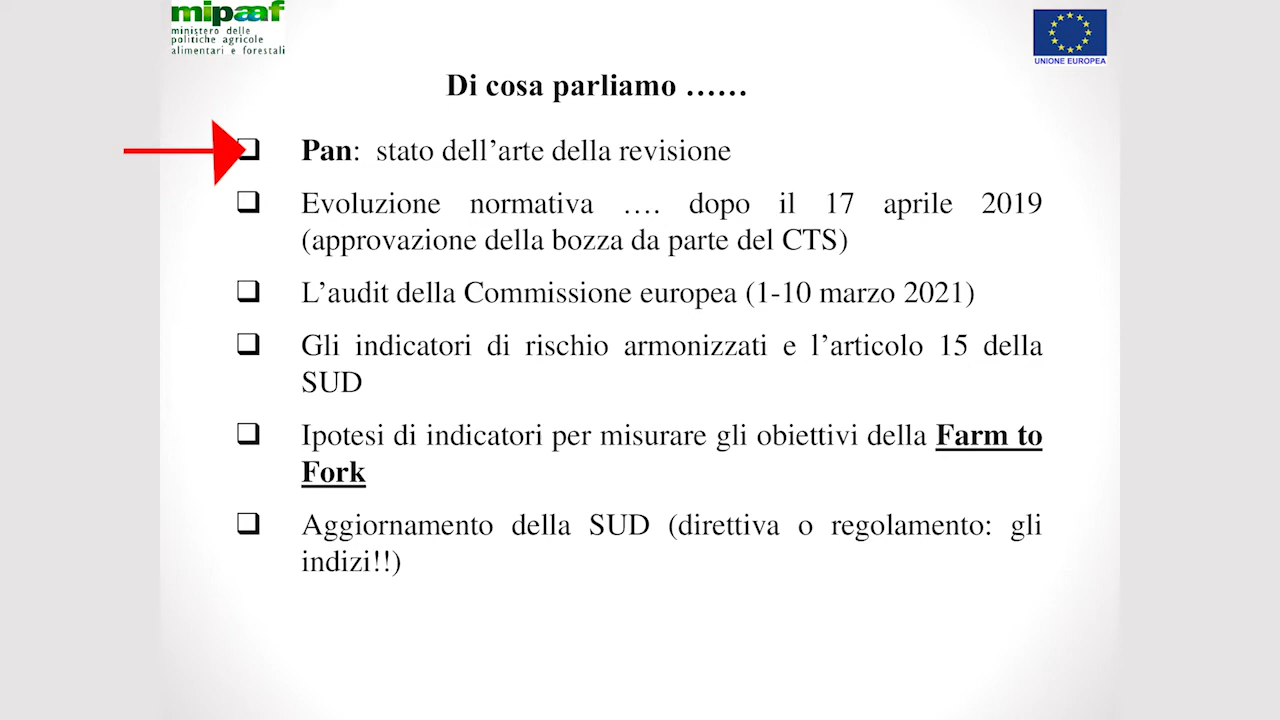 mipaaf
ministero delle
politiche agricole
alimentari e forestali
UNIONE EUROPEA
Di cosa parliamo ……
Pan: stato dell’arte della revisione
Evoluzione normativa …. dopo il 17 aprile 2019
(approvazione della bozza da parte del CTS)
L’audit della Commissione europea (1-10 marzo 2021)
Gli indicatori di rischio armonizzati e l’articolo 15 della
SUD
Ipotesi di indicatori per misurare gli obiettivi della Farm to
Fork
Aggiornamento della SUD (direttiva o regolamento: gli
indizi!!)